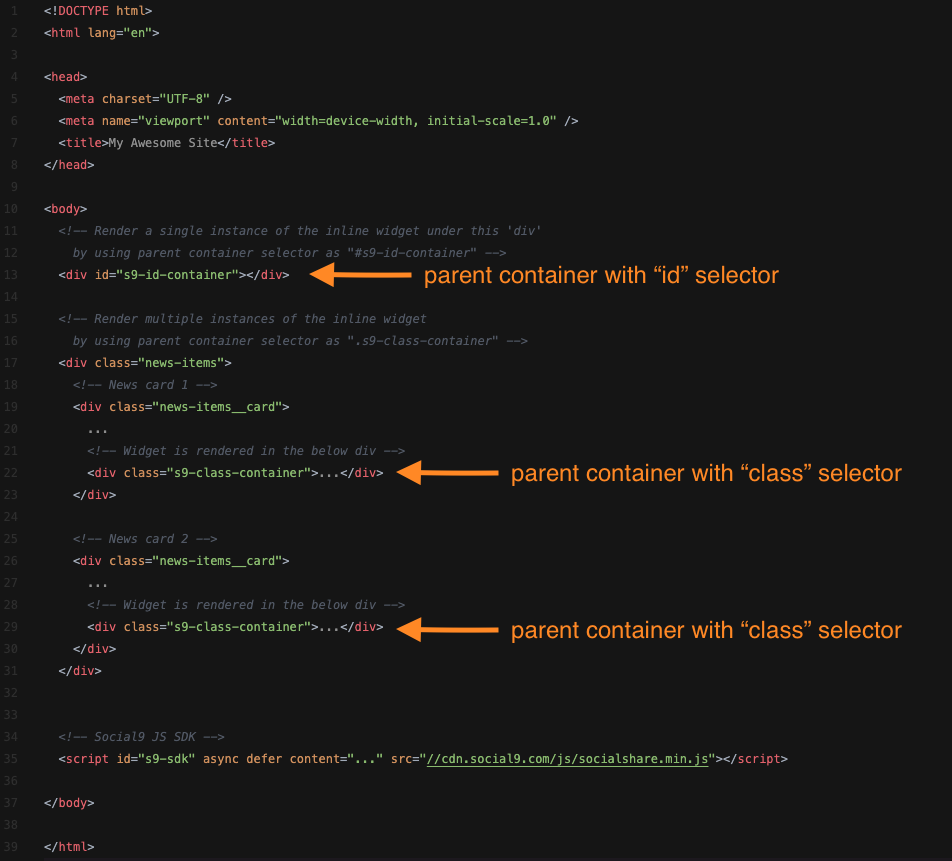 1 <!DOCTYPE html>
2 <html lang="en">
3
4 <head>
5   <meta charset="UTF-8" />
6   <meta name="viewport" content="width=device-width, initial-scale=1.0" />
7   <title>My Awesome Site</title>
8 </head>
9
10 <body>
11   <!-- Render a single instance of the inline widget under this 'div'
12     by using parent container selector as "#s9-id-container" -->
13   <div id="s9-id-container"></div> parent container with “id” selector
14
15   <!-- Render multiple instances of the inline widget
16     by using parent container selector as ".s9-class-container" -->
17   <div class="news-items">
18     <!-- News card 1 -->
19     <div class="news-items__card">
20       ...
21       <!-- Widget is rendered in the below div -->
22       <div class="s9-class-container">...</div> parent container with “class” selector
23     </div>
24
25     <!-- News card 2 -->
26     <div class="news-items__card">
27       ...
28       <!-- Widget is rendered in the below div -->
29       <div class="s9-class-container">...</div> parent container with “class” selector
30     </div>
31   </div>
32
33
34   <!-- Social9 JS SDK -->
35   <script id="s9-sdk" async defer content="..." src="//cdn.social9.com/js/socialshare.min.js"></script>
36
37 </body>
38
39 </html>